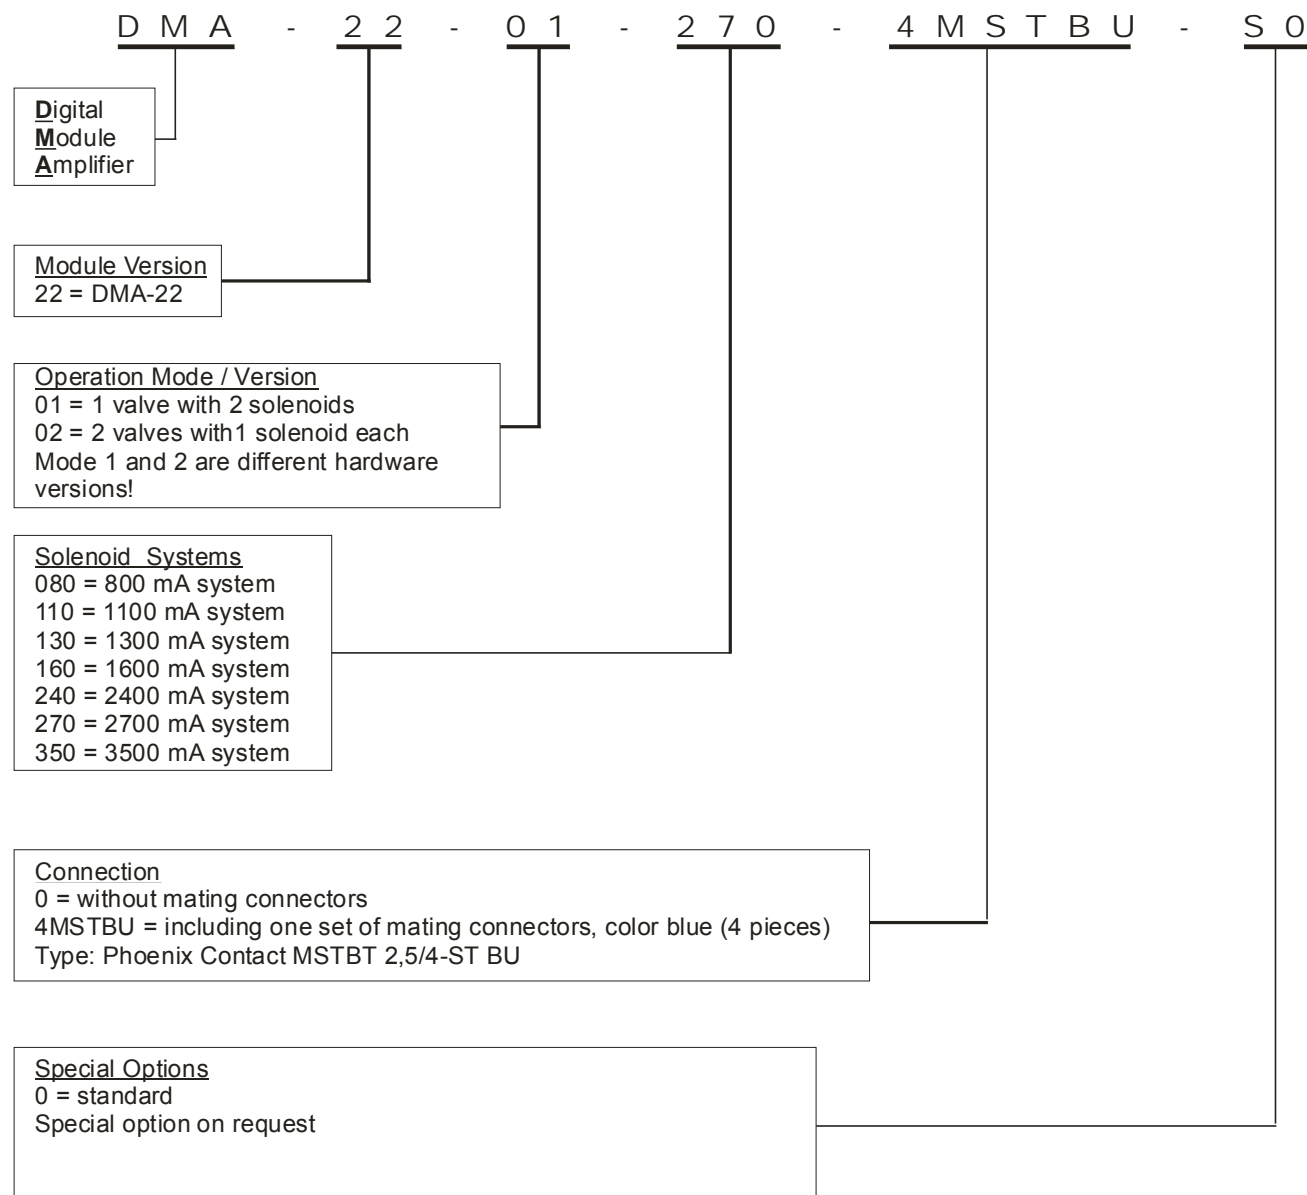 DMA - 22 - 01 - 270 - 4MSTBU - S0
Digital
Module
Amplifier
Module Version
22 = DMA-22
Operation Mode / Version
01 = 1 valve with 2 solenoids
02 = 2 valves with1 solenoid each
Mode 1 and 2 are different hardware
versions!
Solenoid Systems
080 = 800 mA system
110 = 1100 mA system
130 = 1300 mA system
160 = 1600 mA system
240 = 2400 mA system
270 = 2700 mA system
350 = 3500 mA system
Connection
0 = without mating connectors
4MSTBU = including one set of mating connectors, color blue (4 pieces)
Type: Phoenix Contact MSTBT 2,5/4-ST BU
Special Options
0 = standard
Special option on request